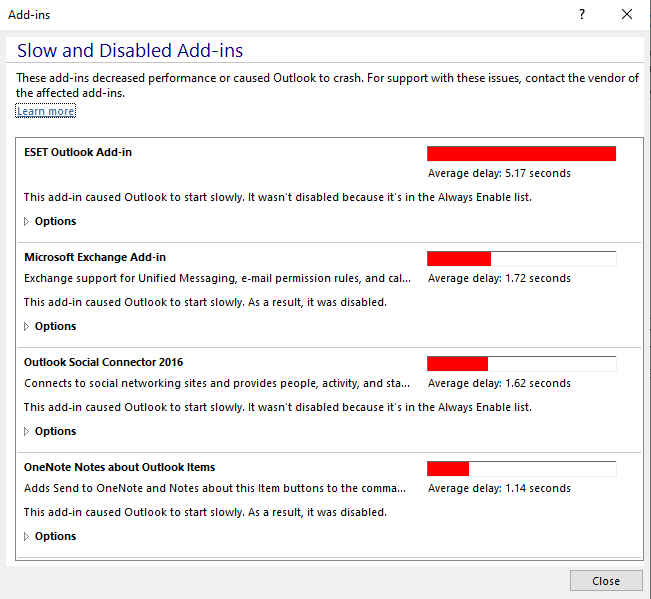 Add-ins
?
Slow and Disabled Add-ins
These add-ins decreased performance or caused Outlook to crash. For support with these issues, contact the vendor of
the affected add-ins.
Learn more
ESET Outlook Add-in
Average delay: 5.17 seconds
This add-in caused Outlook to start slowly. It wasn't disabled because it's in the Always Enable list.
Options
Microsoft Exchange Add-in
Exchange support for Unified Messaging, e-mail permission rules, and cal...
Average delay: 1.72 seconds
This add-in caused Outlook to start slowly. As a result, it was disabled.
Options
Outlook Social Connector 2016
Connects to social networking sites and provides people, activity, and sta...
Average delay: 1.62 seconds
This add-in caused Outlook to start slowly. It wasn't disabled because it's in the Always Enable list.
Options
OneNote Notes about Outlook Items
Adds Send to OneNote and Notes about this Item buttons to the comma...
Average delay: 1.14 seconds
This add-in caused Outlook to start slowly. As a result, it was disabled.
Options
Close